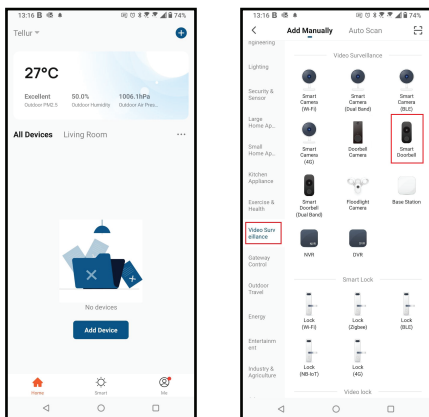 13:16
74%
Tellur
27°C
Excellent 50.0% 1006.1hPa
Outdoor PM2.5 Outdoor Humidity Outdoor Air Pres...
All Devices Living Room ...
No devices
Add Device
Home Smart Me
13:16
74%
Add Manually Auto Scan
ngineering
Lighting
Security &
Sensor
Large
Home Ap...
Small
Home Ap...
Kitchen
Appliance
Exercise &
Health
Video Surv
eillance
Gateway
Control
Outdoor
Travel
Energy
Entertainm
ent
Industry &
Agriculture
Video Surveillance
Smart Smart Smart
Camera Camera Camera
(Wi-Fi) (Dual Band) (BLE)
Smart Doorbell Smart
Camera Camera Doorbell
(4G)
Smart Floodlight Base Station
Doorbell Camera
(Dual Band)
NVR DVR
Smart Lock
Lock Lock Lock
(Wi-Fi) (Zigbee) (BLE)
Lock Lock
(NB-IoT) (4G)
Video lock